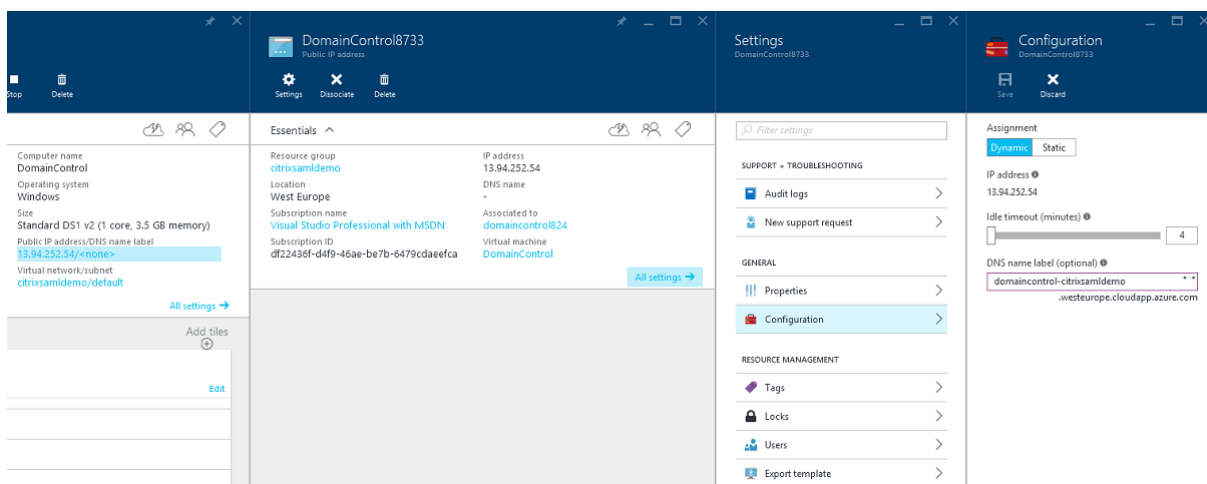 Stop
Delete
Computer name
DomainControl
Operating system
Windows
Size
Standard DS1 v2 (1 core, 3.5 GB memory)
Public IP address/DNS name label
13.94.252.54/<none>
Virtual network/subnet
citrixsamldemo/default
All settings →
Add tiles
Edit
DomainControl8733
Public IP address
Settings
Dissociate
Delete
Essentials
Resource group
citrixsamldemo
Location
West Europe
Subscription name
Visual Studio Professional with MSDN
Subscription ID
df22436f-d4f9-46ae-be7b-6479cdaeefca
IP address
13.94.252.54
DNS name
-
Associated to
domaincontrol824
Virtual machine
DomainControl
All settings →
Settings
DomainControl8733
Filter settings
SUPPORT + TROUBLESHOOTING
Audit logs
New support request
GENERAL
Properties
Configuration
RESOURCE MANAGEMENT
Tags
Locks
Users
Export template
Configuration
DomainControl8733
Save
Discard
Assignment
Dynamic
Static
IP address
13.94.252.54
Idle timeout (minutes)
4
DNS name label (optional)
domaincontrol-citrixsamldemo
.westeurope.cloudapp.azure.com